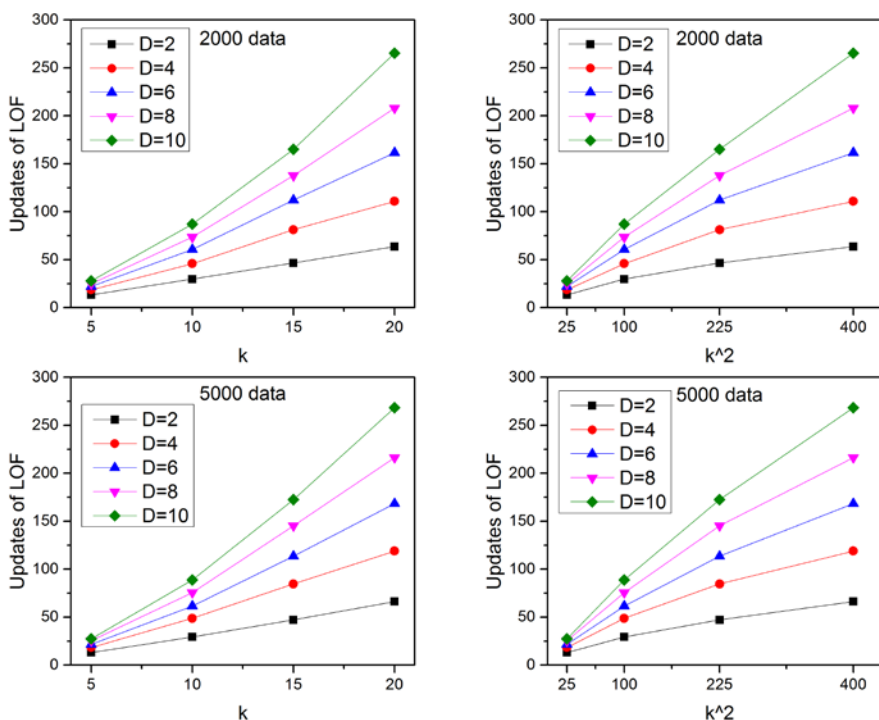 2000 data
D=2
D=4
D=6
D=8
D=10
Updates of LOF
300
250
200
150
100
50
0
5 10 15 20
k
2000 data
D=2
D=4
D=6
D=8
D=10
Updates of LOF
300
250
200
150
100
50
0
25 100 225 400
k^2
5000 data
D=2
D=4
D=6
D=8
D=10
Updates of LOF
300
250
200
150
100
50
0
5 10 15 20
k
5000 data
D=2
D=4
D=6
D=8
D=10
Updates of LOF
300
250
200
150
100
50
0
25 100 225 400
k^2